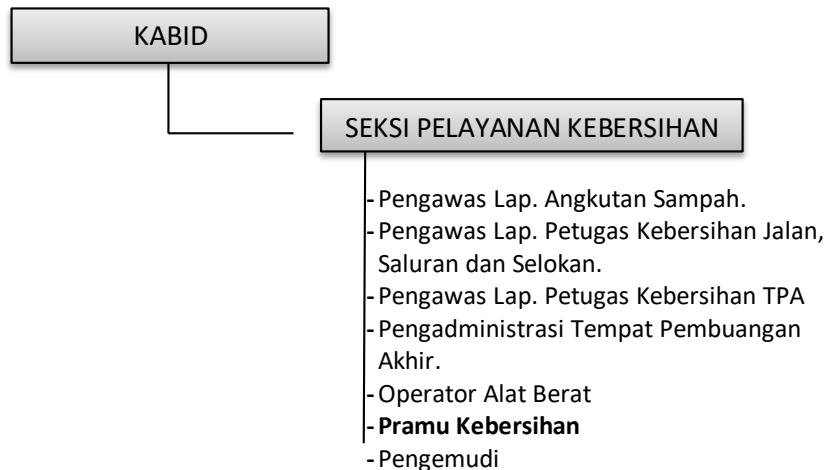 KABID
SEKSI PELAYANAN KEBERSIHAN
- Pengawas Lap. Angkutan Sampah.
- Pengawas Lap. Petugas Kebersihan Jalan,
Saluran dan Selokan.
- Pengawas Lap. Petugas Kebersihan TPA
- Pengadministrasi Tempat Pembuangan
Akhir.
- Operator Alat Berat
- Pramu Kebersihan
- Pengemudi